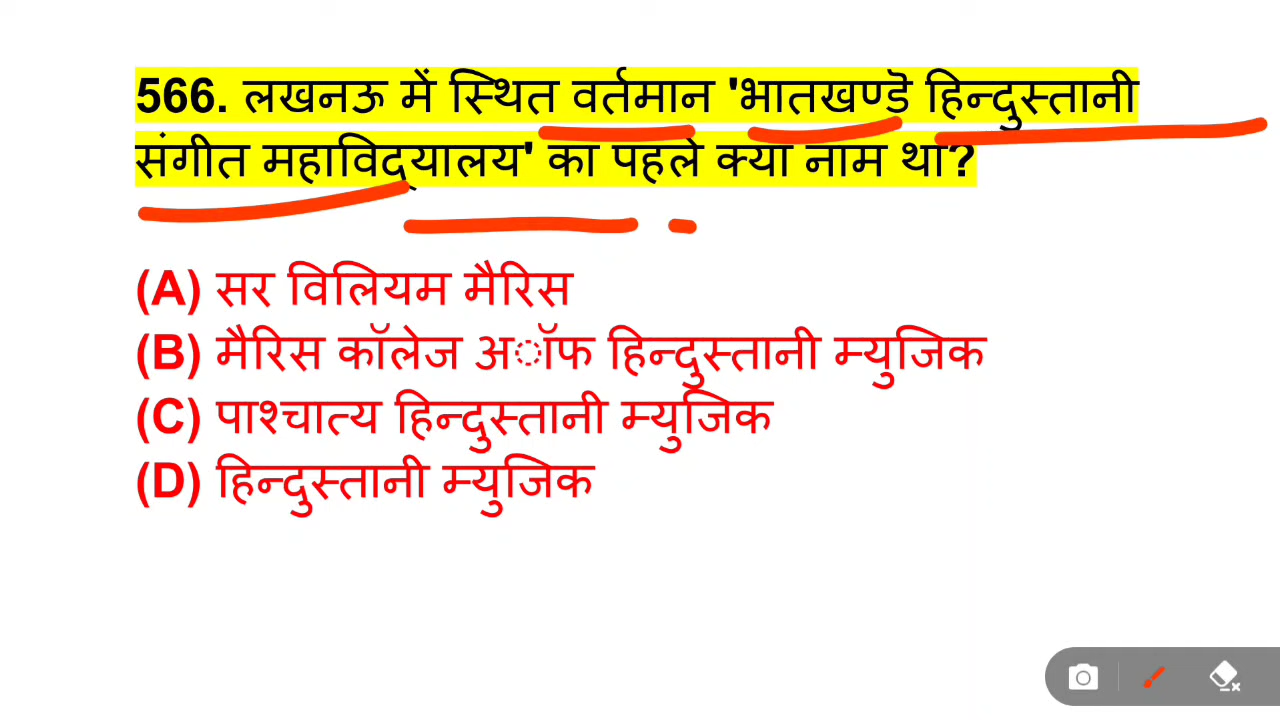 566. लखनऊ में स्थित वर्तमान 'भातखण्डे हिन्दुस्तानी
संगीत महाविद्यालय' का पहले क्या नाम था?
(A) सर विलियम मैरिस
(B) मैरिस कॉलेज अॉफ हिन्दुस्तानी म्युजिक
(C) पाश्चात्य हिन्दुस्तानी म्युजिक
(D) हिन्दुस्तानी म्युजिक